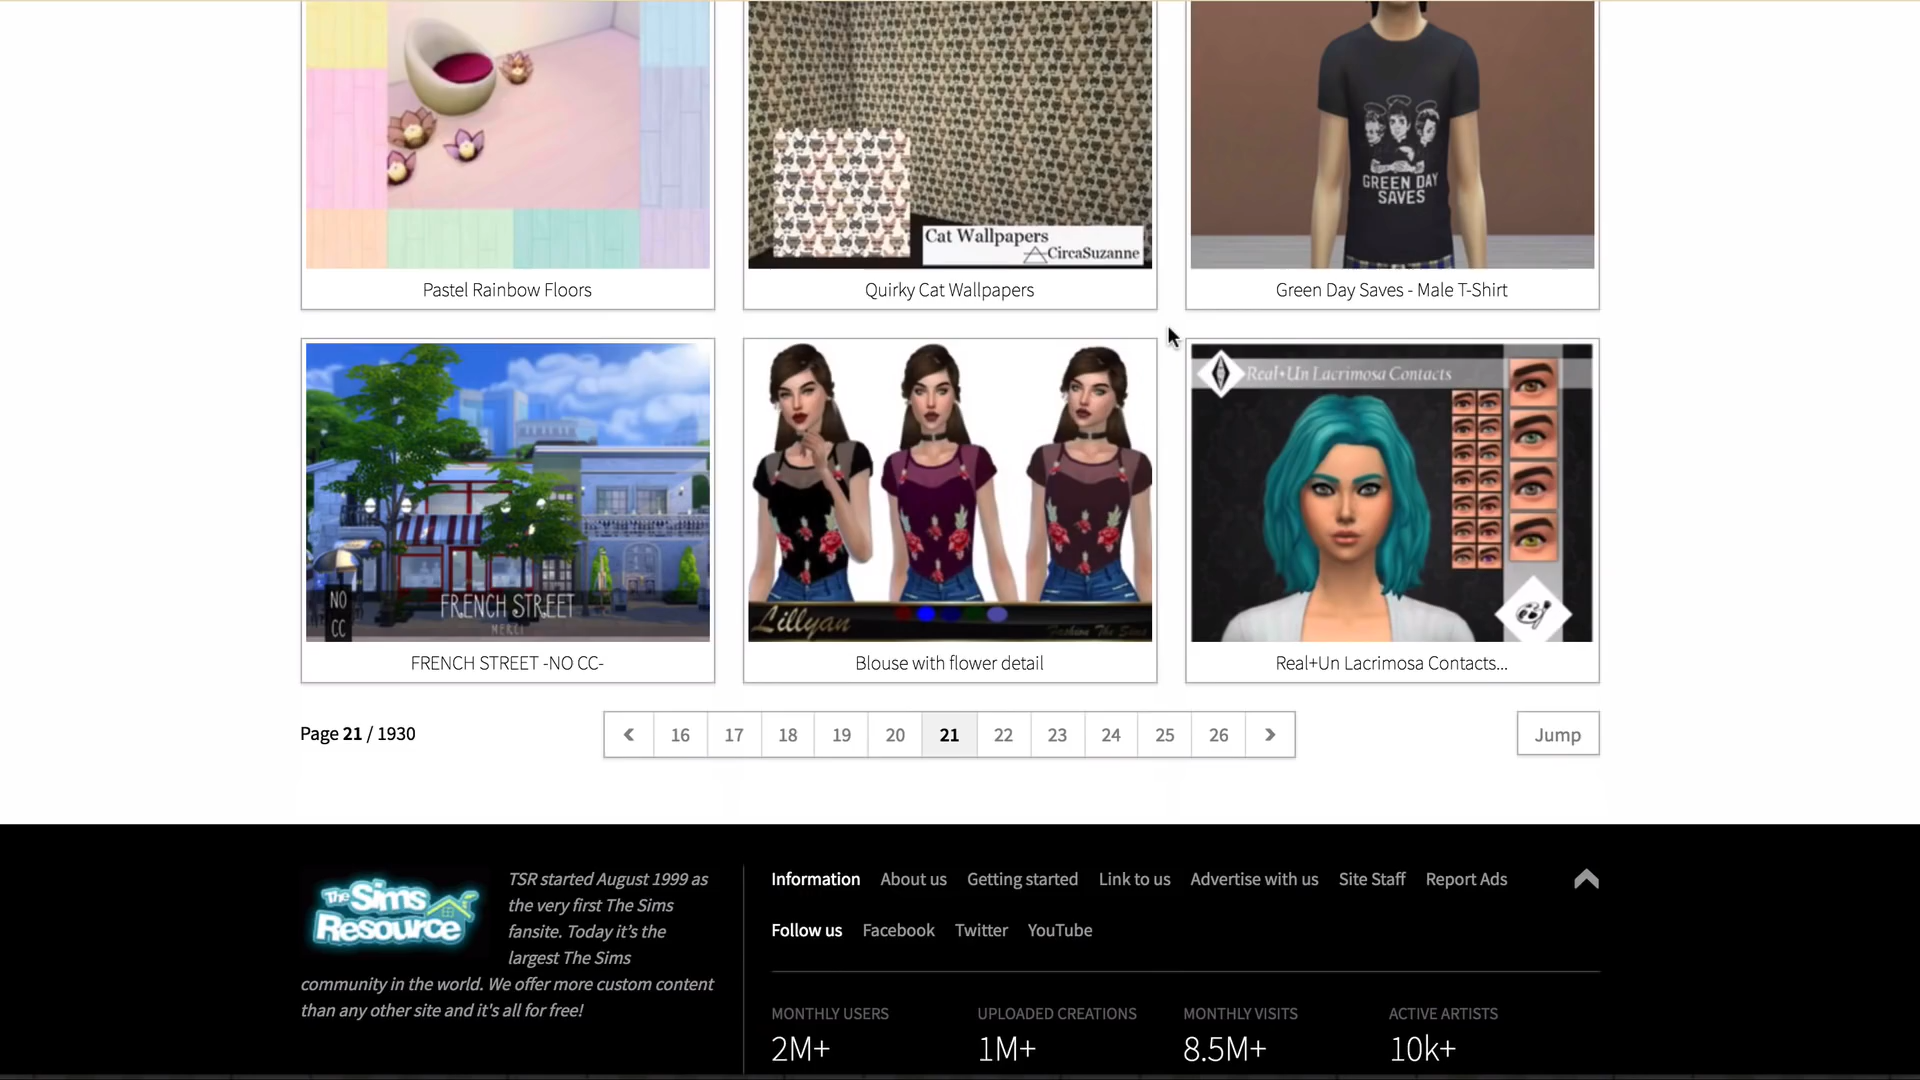 Cat Wallpapers
CircaSuzanne
GREEN DAY
SAVES
Pastel Rainbow Floors
Quirky Cat Wallpapers
Green Day Saves - Male T-Shirt
Real+Un Lacrimosa Contacts
NO
CC
FRENCH STREET
MERCI
Lillyan
Fashion The Sims
FRENCH STREET -NO CC-
Blouse with flower detail
Real+Un Lacrimosa Contacts...
Page 21 / 1930
16 17 18 19 20 21 22 23 24 25 26
Jump
The Sims
Resource
TSR started August 1999 as
the very first The Sims
fansite. Today it's the
largest The Sims
community in the world. We offer more custom content
than any other site and it's all for free!
Information About us Getting started Link to us Advertise with us Site Staff Report Ads
Follow us Facebook Twitter YouTube
MONTHLY USERS UPLOADED CREATIONS MONTHLY VISITS ACTIVE ARTISTS
2M+ 1M+ 8.5M+ 10k+